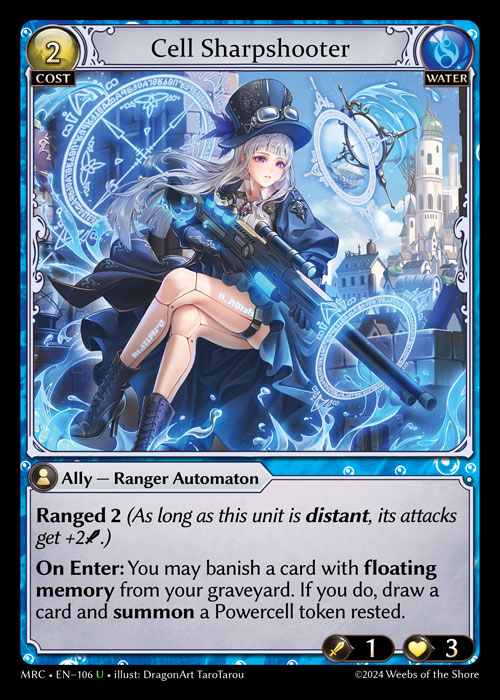 2
Cell Sharpshooter
COST
WATER
Ally — Ranger Automaton
Ranged 2 (As long as this unit is distant, its attacks
get +2.)
On Enter: You may banish a card with floating
memory from your graveyard. If you do, draw a
card and summon a Powercell token rested.
1
3
MRC • EN–106 U • illust: DragonArt TaroTarou
©2024 Weebs of the Shore